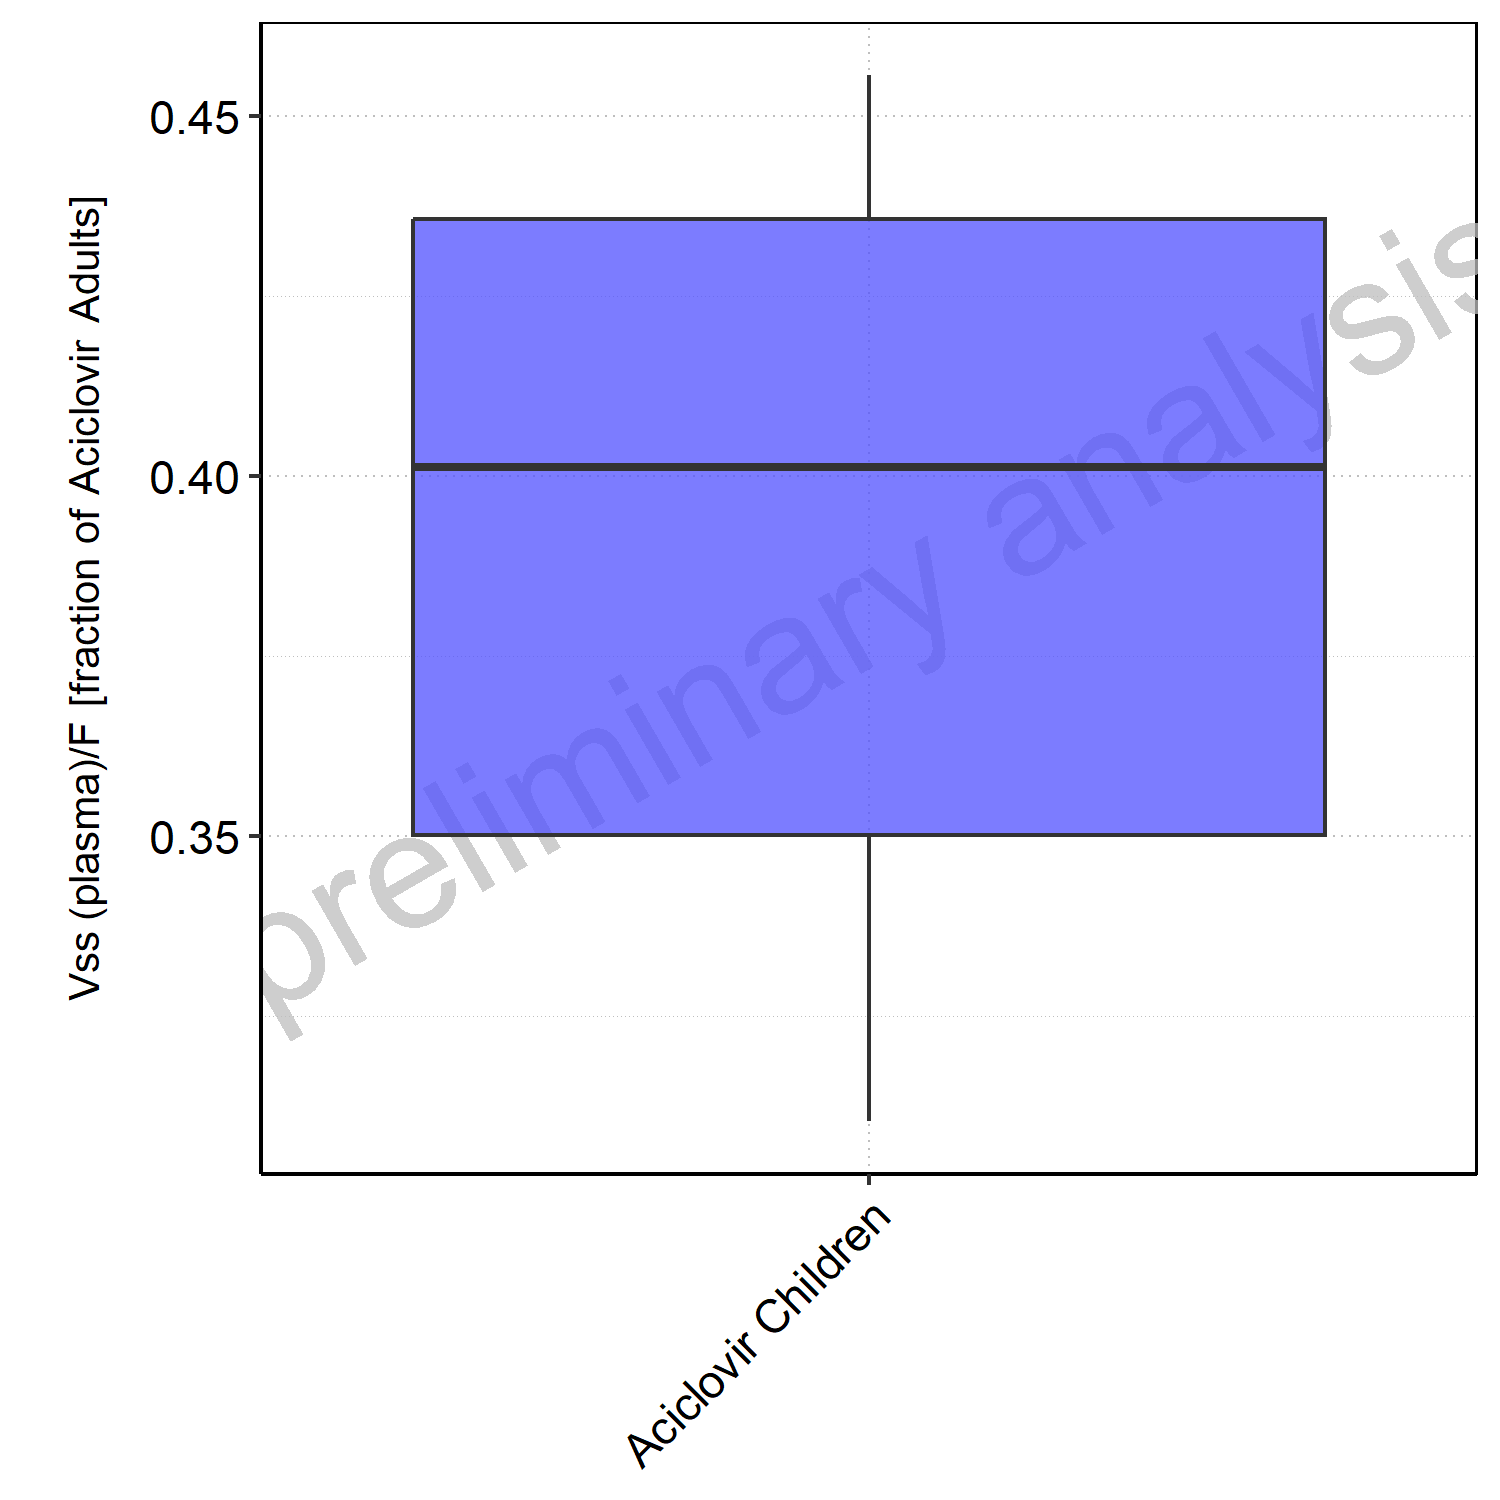 Vss (plasma)/F [fraction of Aciclovir Adults]
0.45
0.40
0.35
preliminary analysis
Aciclovir Children